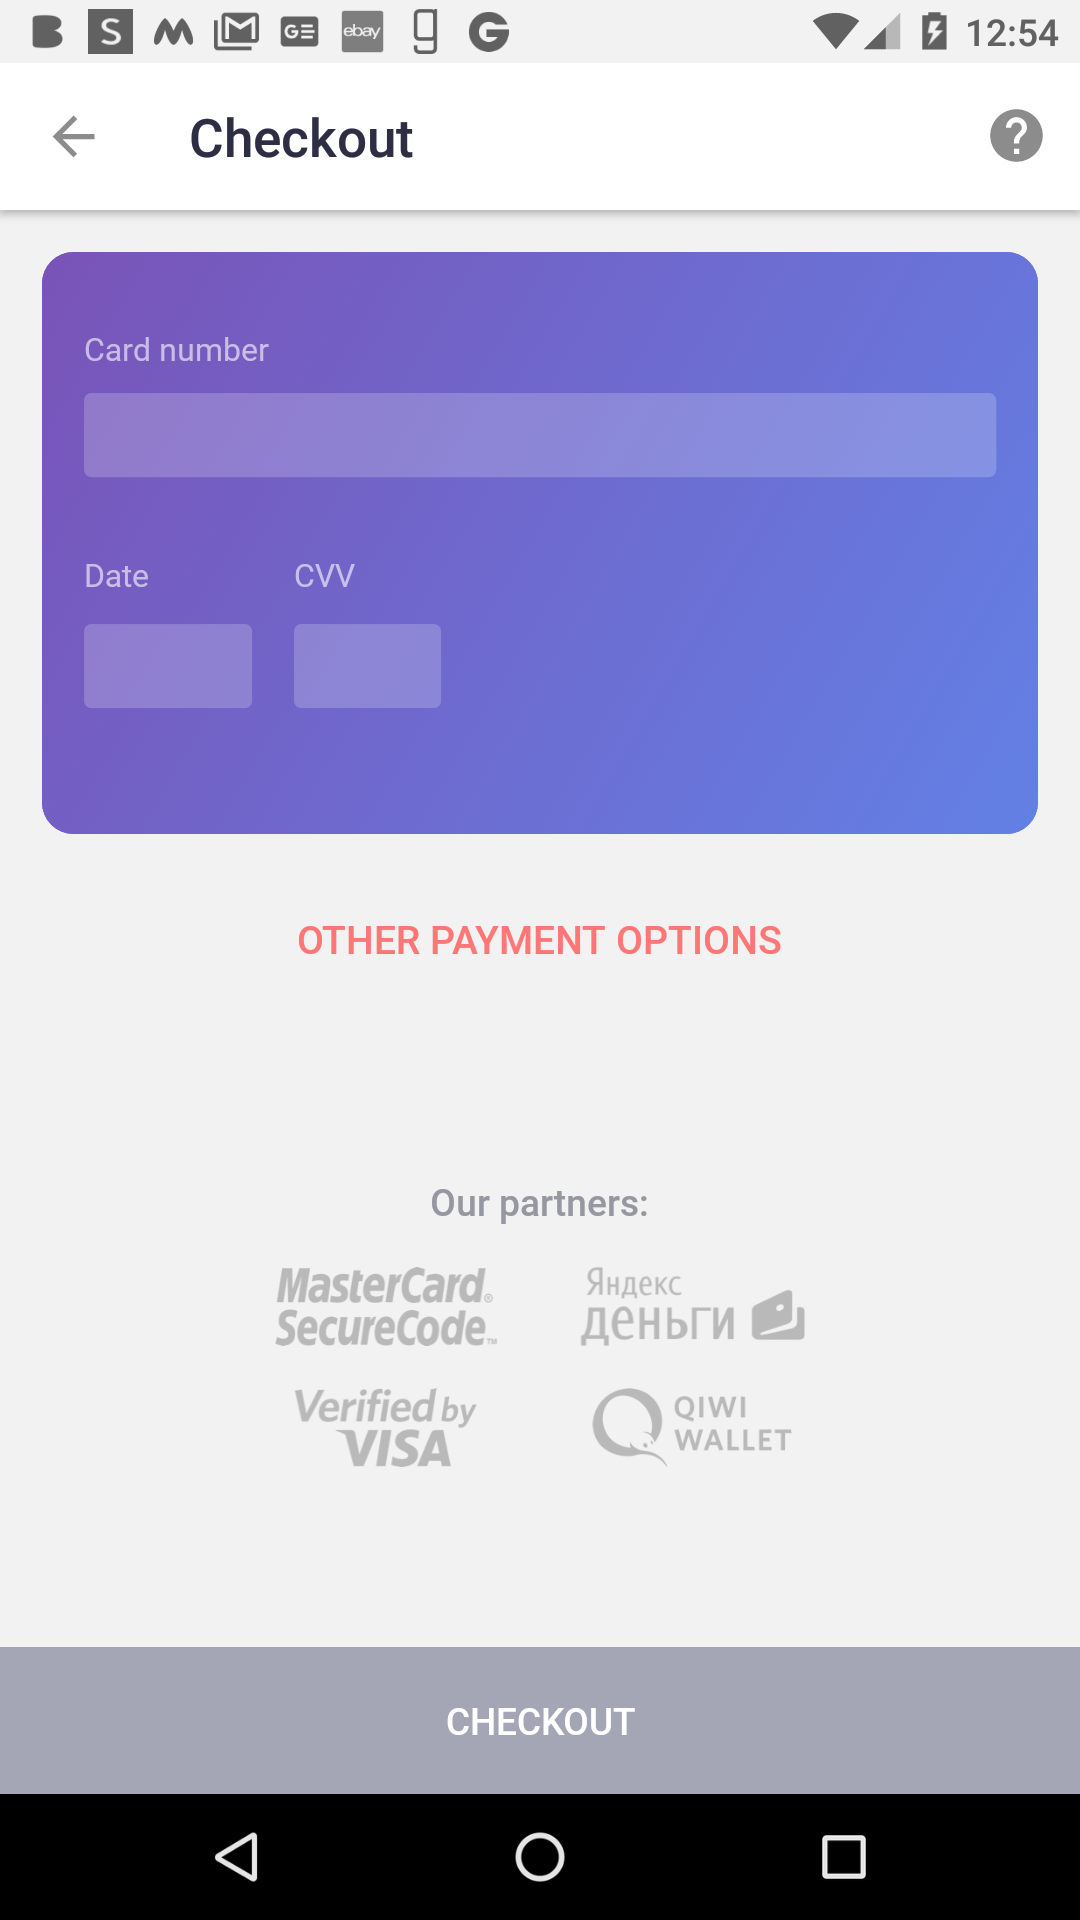 12:54
Checkout
Card number
Date CVV
OTHER PAYMENT OPTIONS
Our partners:
MasterCard®
SecureCode™
Яндекс
деньги
Verified by
VISA
QIWI
WALLET
CHECKOUT